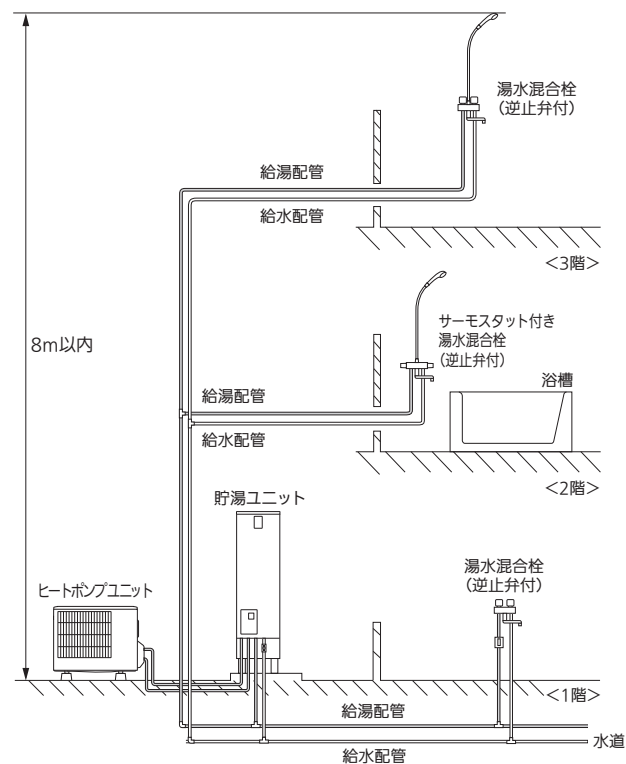 湯水混合栓
(逆止弁付)
給湯配管
給水配管
<3階>
8m以内
サーモスタット付き
湯水混合栓
(逆止弁付)
給湯配管
浴槽
給水配管
<2階>
貯湯ユニット
ヒートポンプユニット
湯水混合栓
(逆止弁付)
<1階>
給湯配管
水道
給水配管